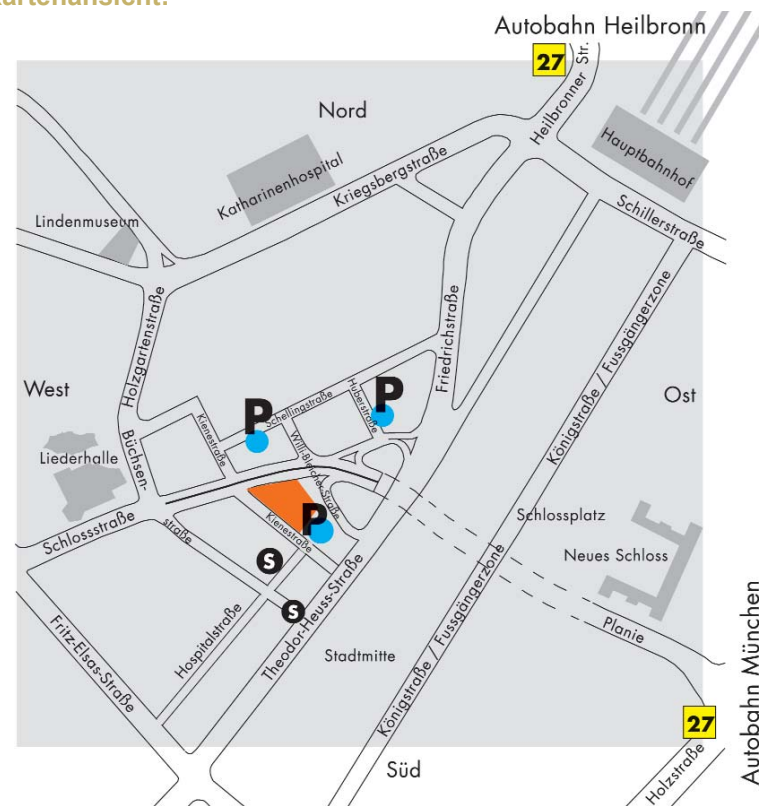 Kartenansicht:
Autobahn Heilbronn
27
Heilbronner Str.
Nord
Hauptbahnhof
Katharinenhospital
Kriegsbergstraße
Schillerstraße
Lindenmuseum
Holzgartenstraße
Friedrichstraße
Königstraße / Fussgängerzone
West
Ost
P
Huberstraße
Schellingstraße
P
Kienestraße
Willi-Bleicher-Straße
Büchsen-
Liederhalle
Schlossstraße
straße
P
Kienestraße
Schlossplatz
Neues Schloss
S
S
Hospitalstraße
Theodor-Heuss-Straße
Stadtmitte
Königstraße / Fussgängerzone
Planie
Fritz-Elsas-Straße
27
Autobahn München
Holzstraße
Süd